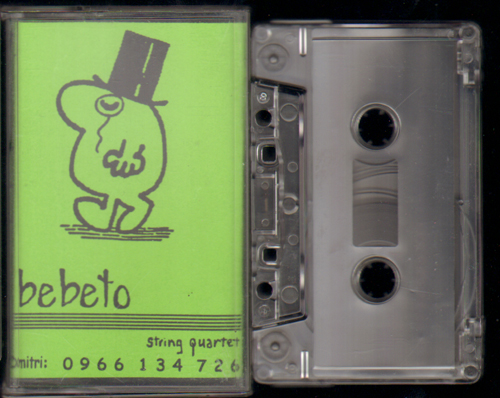 bebeto
string quartet
Dmitri: 0966 134 726